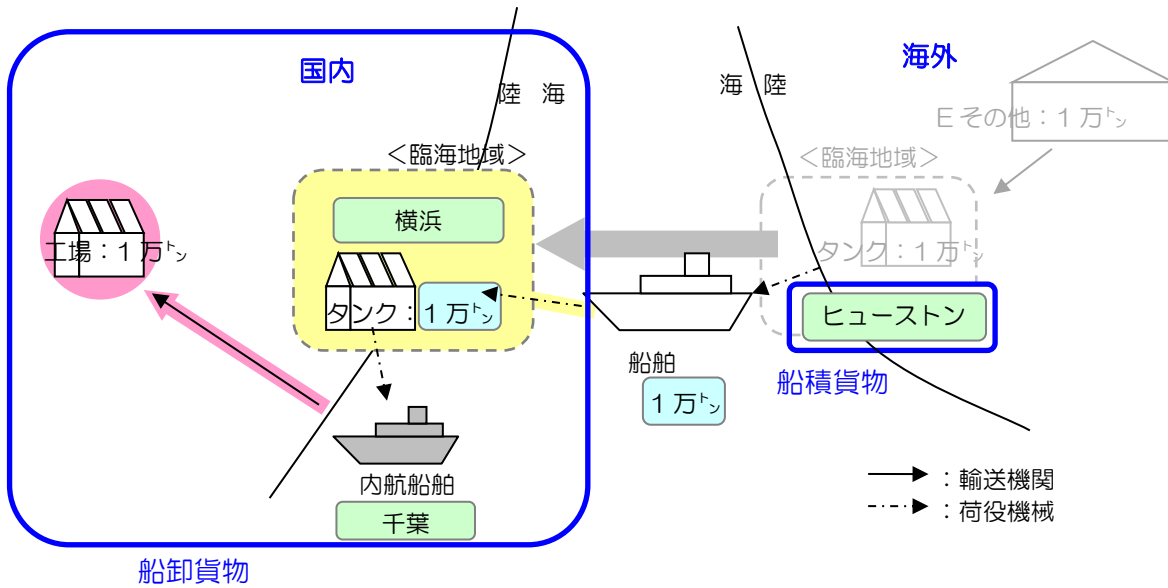 国内
海外
陸 海
海 陸
Eその他：1万トン
＜臨海地域＞
＜臨海地域＞
横浜
工場：1万トン
タンク：1万トン
タンク：
1万トン
ヒューストン
船舶
1万トン
船積貨物
内航船舶
千葉
：輸送機関
：荷役機械
船卸貨物